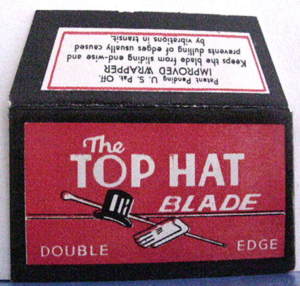 Patent Pending U. S. Pat. Off.
IMPROVED WRAPPER
Keeps the blade from sliding end-wise and
prevents dulling of edges usually caused
by vibrations in transit.
The
TOP HAT
BLADE
DOUBLE EDGE